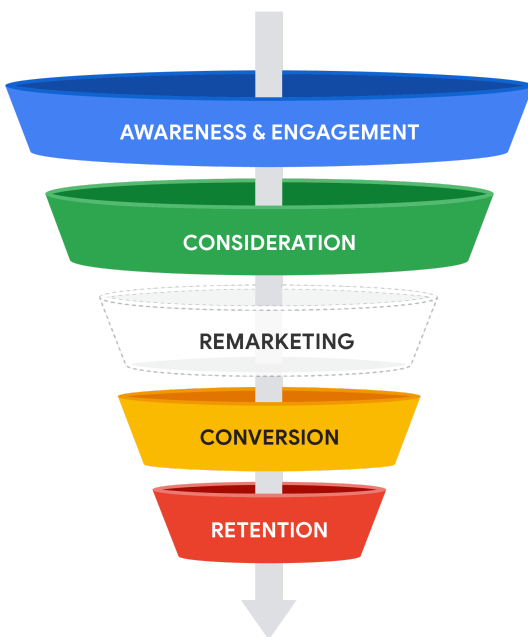 AWARENESS & ENGAGEMENT
CONSIDERATION
REMARKETING
CONVERSION
RETENTION